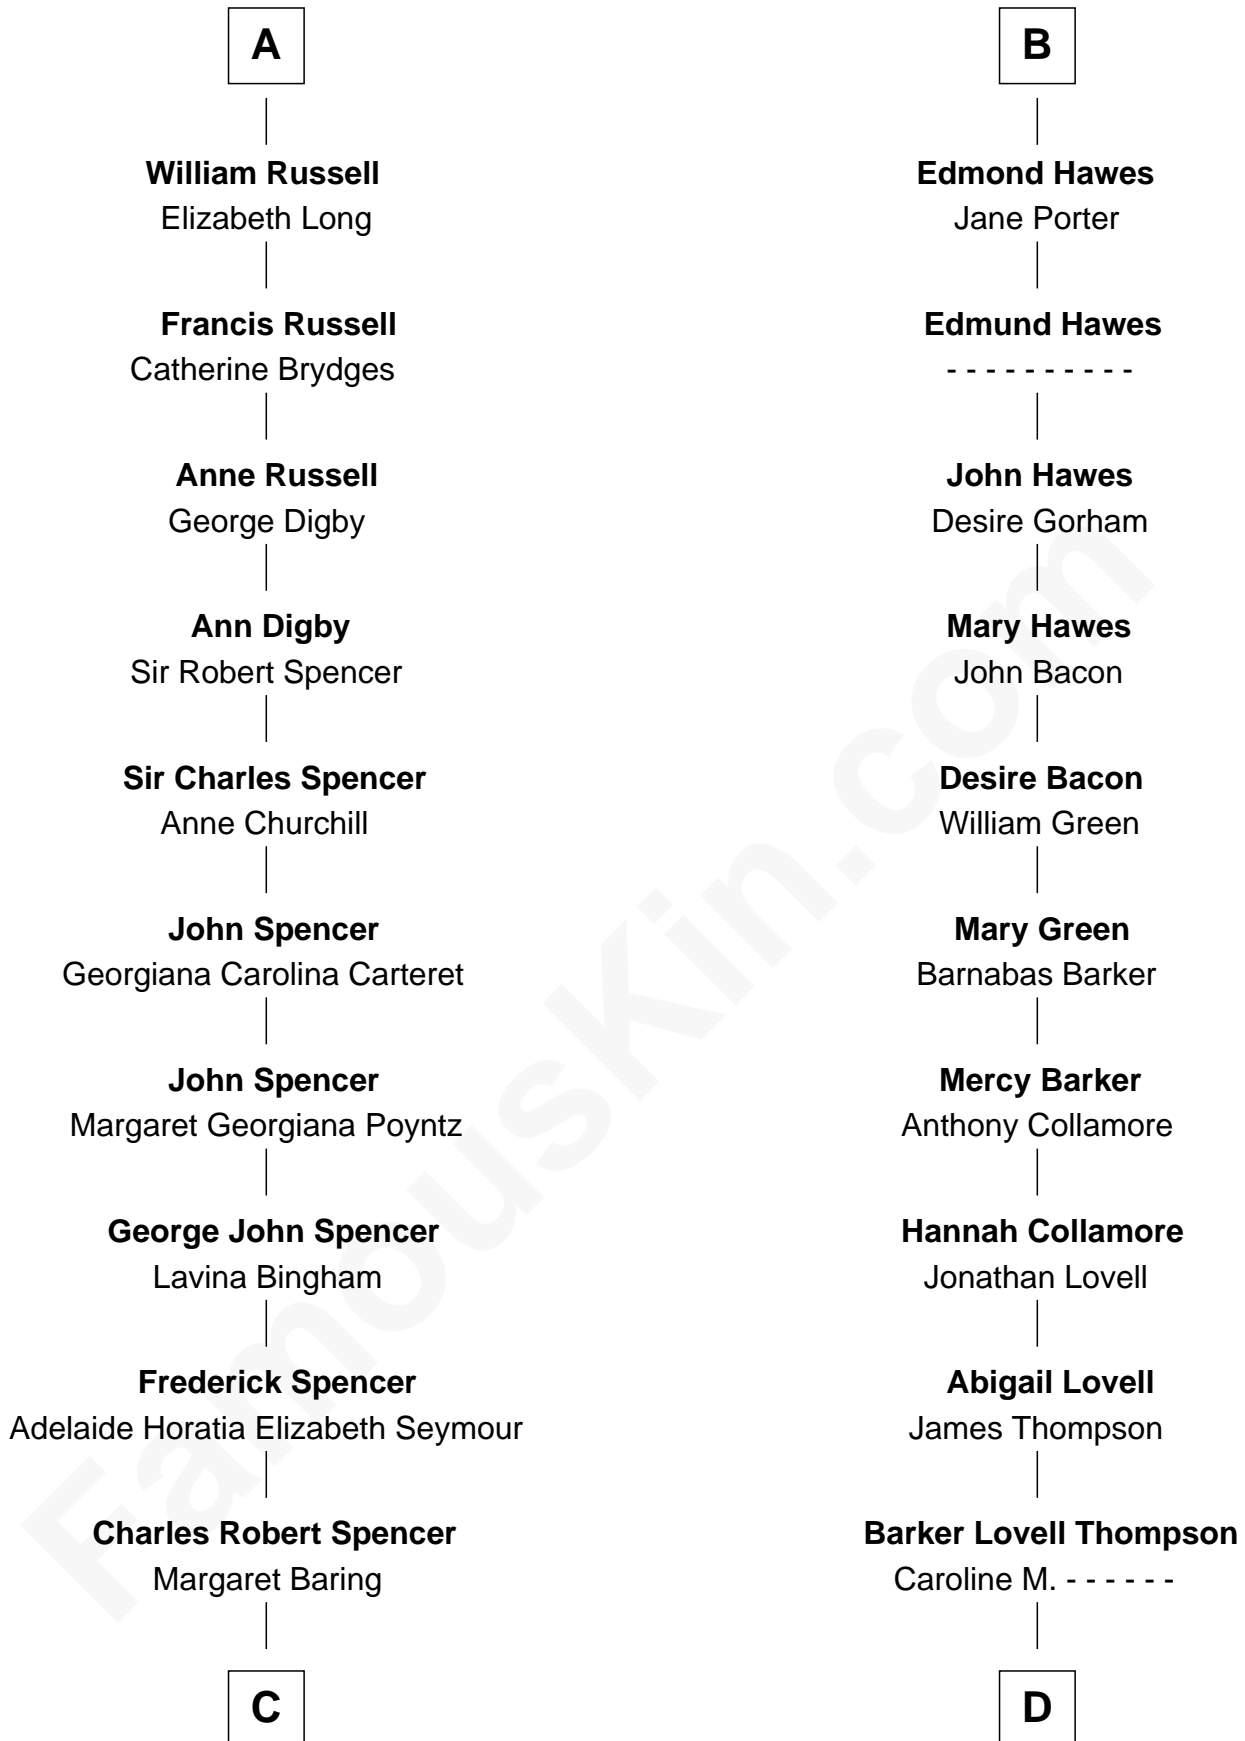 A
William Russell
Elizabeth Long
Francis Russell
Catherine Brydges
Anne Russell
George Digby
Ann Digby
Sir Robert Spencer
Sir Charles Spencer
Anne Churchill
John Spencer
Georgiana Carolina Carteret
John Spencer
Margaret Georgiana Poyntz
George John Spencer
Lavina Bingham
Frederick Spencer
Adelaide Horatia Elizabeth Seymour
Charles Robert Spencer
Margaret Baring
C
B
Edmond Hawes
Jane Porter
Edmund Hawes
- - - - - - - - - -
John Hawes
Desire Gorham
Mary Hawes
John Bacon
Desire Bacon
William Green
Mary Green
Barnabas Barker
Mercy Barker
Anthony Collamore
Hannah Collamore
Jonathan Lovell
Abigail Lovell
James Thompson
Barker Lovell Thompson
Caroline M. - - - - - -
D
FamousKin.com